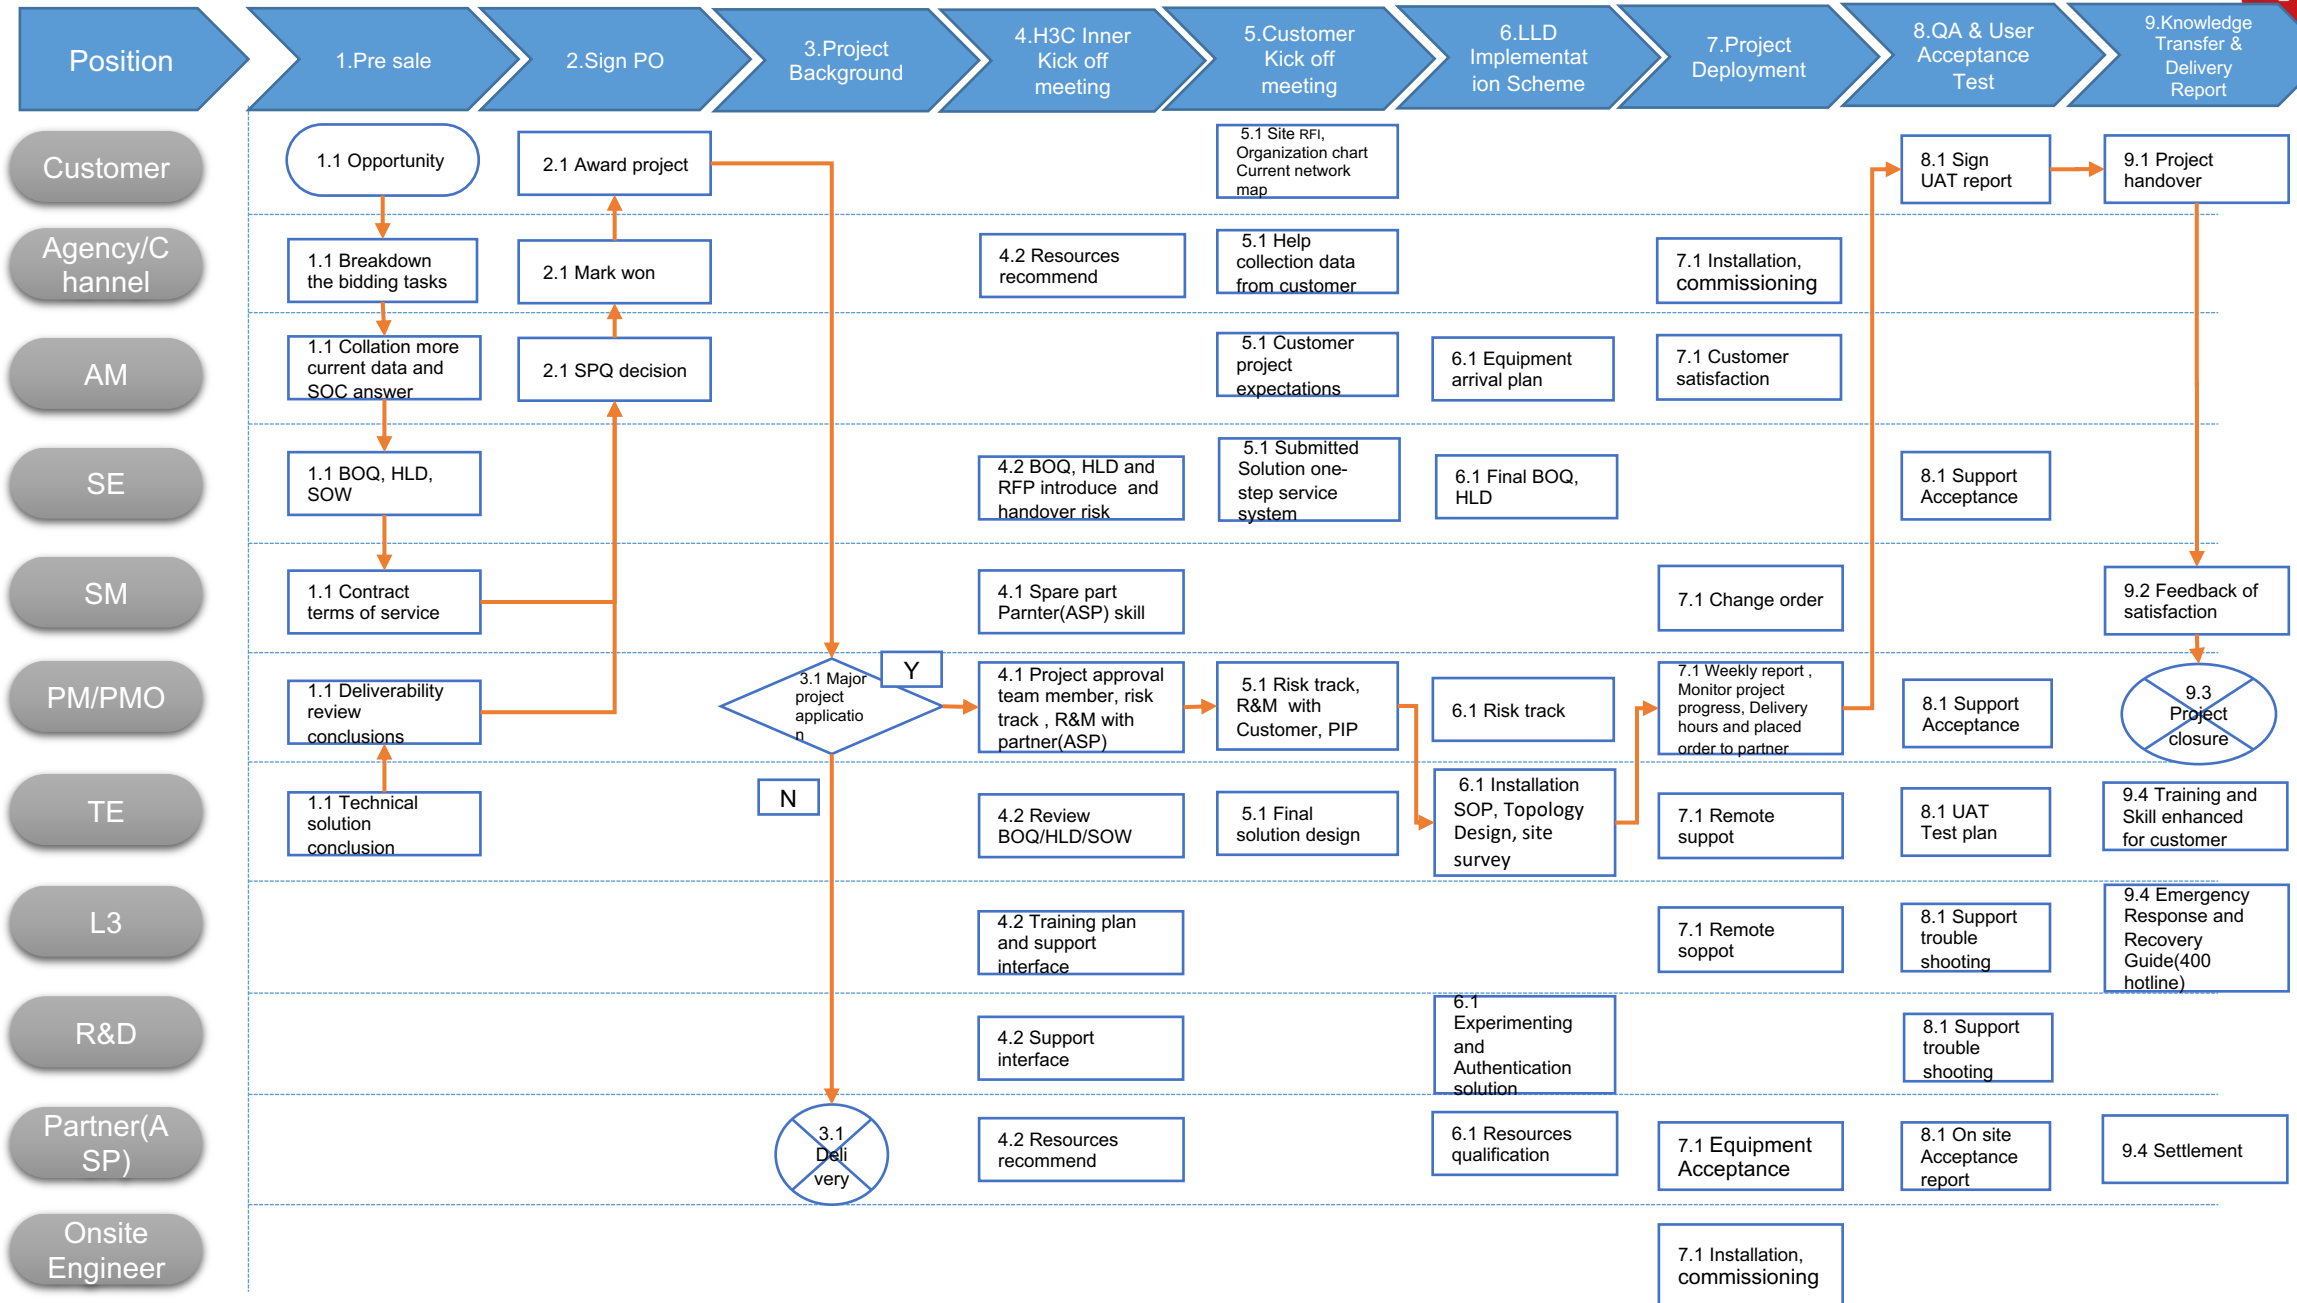 Position
1.Pre sale
2.Sign PO
3.Project
Background
4.H3C Inner
Kick off
meeting
5.Customer
Kick off
meeting
6.LLD
Implementat
ion Scheme
7.Project
Deployment
8.QA & User
Acceptance
Test
9.Knowledge
Transfer &
Delivery
Report
Customer
1.1 Opportunity
2.1 Award project
5.1 Site RFI,
Organization chart
Current network
map
8.1 Sign
UAT report
9.1 Project
handover
Agency/C
hannel
1.1 Breakdown
the bidding tasks
2.1 Mark won
4.2 Resources
recommend
5.1 Help
collection data
from customer
7.1 Installation,
commissioning
AM
1.1 Collation more
current data and
SOC answer
2.1 SPQ decision
5.1 Customer
project
expectations
6.1 Equipment
arrival plan
7.1 Customer
satisfaction
SE
1.1 BOQ, HLD,
SOW
4.2 BOQ, HLD and
RFP introduce and
handover risk
5.1 Submitted
Solution one-
step service
system
6.1 Final BOQ,
HLD
8.1 Support
Acceptance
SM
1.1 Contract
terms of service
4.1 Spare part
Parnter(ASP) skill
7.1 Change order
9.2 Feedback of
satisfaction
PM/PMO
1.1 Deliverability
review
conclusions
3.1 Major
project
applicatio
n
Y
4.1 Project approval
team member, risk
track , R&M with
partner(ASP)
5.1 Risk track,
R&M with
Customer, PIP
6.1 Risk track
7.1 Weekly report ,
Monitor project
progress, Delivery
hours and placed
order to partner
8.1 Support
Acceptance
9.3
Project
closure
TE
1.1 Technical
solution
conclusion
N
4.2 Review
BOQ/HLD/SOW
5.1 Final
solution design
6.1 Installation
SOP, Topology
Design, site
survey
7.1 Remote
suppot
8.1 UAT
Test plan
9.4 Training and
Skill enhanced
for customer
L3
4.2 Training plan
and support
interface
7.1 Remote
soppot
8.1 Support
trouble
shooting
9.4 Emergency
Response and
Recovery
Guide(400
hotline)
R&D
4.2 Support
interface
6.1
Experimenting
and
Authentication
solution
8.1 Support
trouble
shooting
Partner(A
SP)
3.1
Deli
very
4.2 Resources
recommend
6.1 Resources
qualification
7.1 Equipment
Acceptance
8.1 On site
Acceptance
report
9.4 Settlement
Onsite
Engineer
7.1 Installation,
commissioning